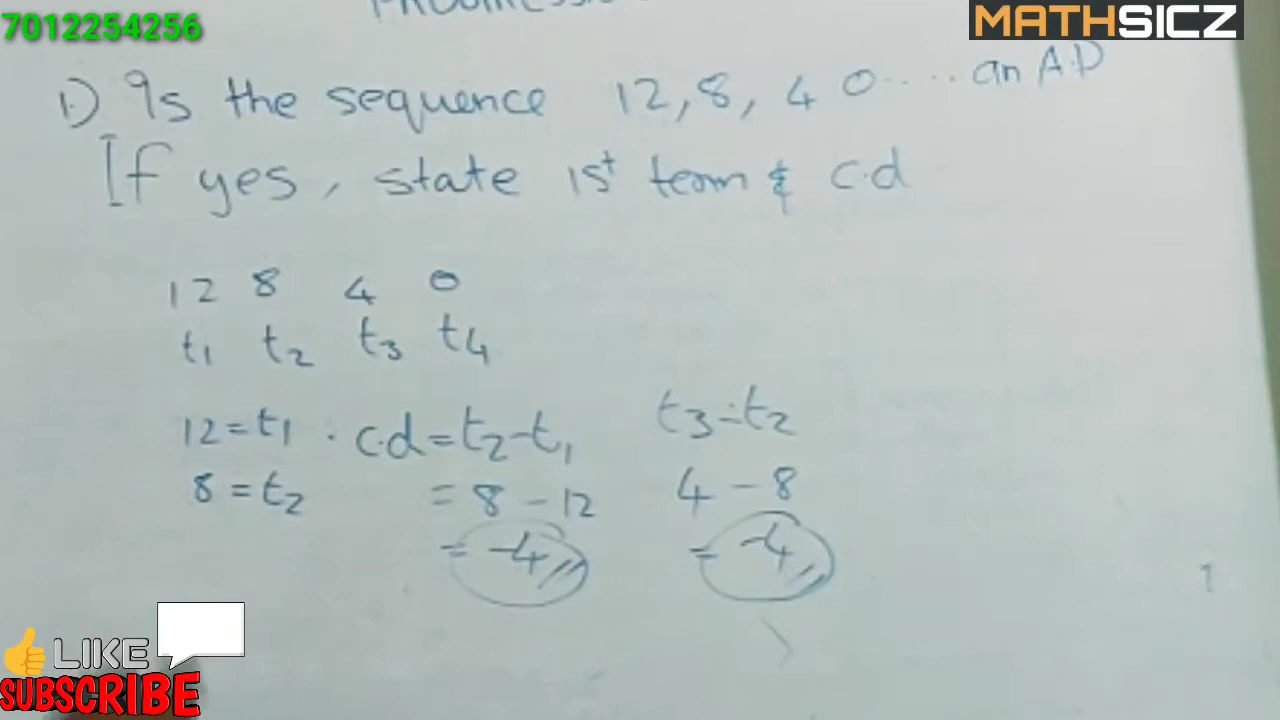 PROGRESSIO
7012254256
MATHSICZ
1.) Is the sequence 12, 8, 4 0 .... an A.P
If yes, state 1st term & c.d
12 8 4 0
t1 t2 t3 t4
12 = t1 . c.d = t2 - t1 t3 - t2
8 = t2 = 8 - 12 4 - 8
= -4 = -4
1
LIKE
SUBSCRIBE